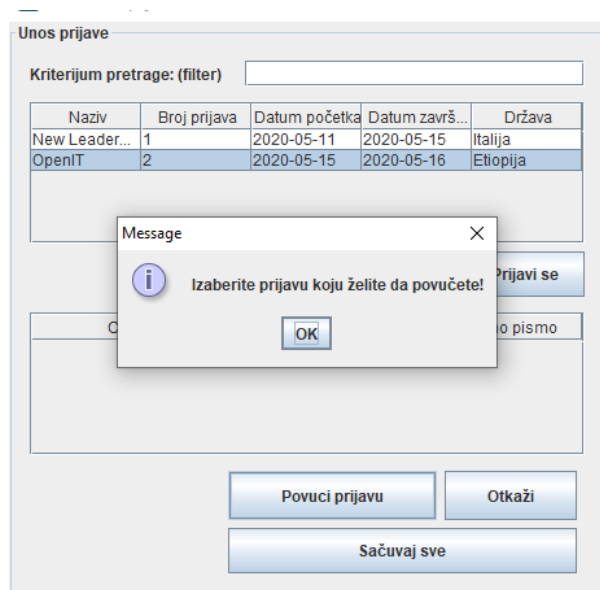 Unos prijave
Kriterijum pretrage: (filter)
Naziv Broj prijava Datum početka Datum završ... Država
New Leader... 1 2020-05-11 2020-05-15 Italija
OpenIT 2 2020-05-15 2020-05-16 Etiopija
Message
Izaberite prijavu koju želite da povučete!
OK
Prijavi se
pismo
Povuci prijavu Otkaži
Sačuvaj sve